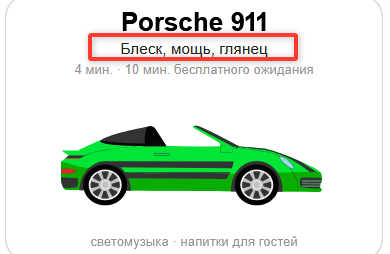 Porsche 911
Блеск, мощь, глянец
4 мин. · 10 мин. бесплатного ожидания
светомузыка · напитки для гостей